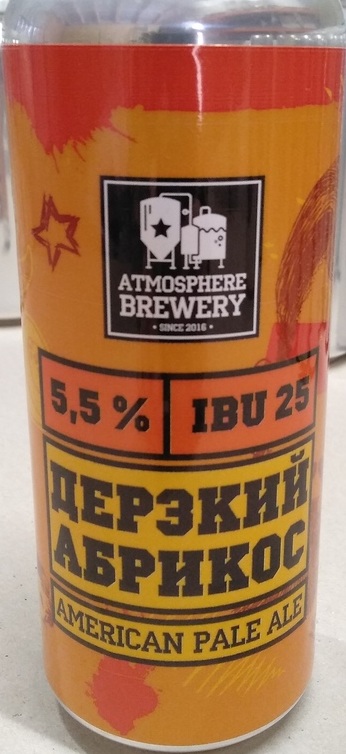 ATMOSPHERE
BREWERY
• SINCE 2016 •
5,5 % IBU 25
ДЕРЗКИЙ
АБРИКОС
AMERICAN PALE ALE